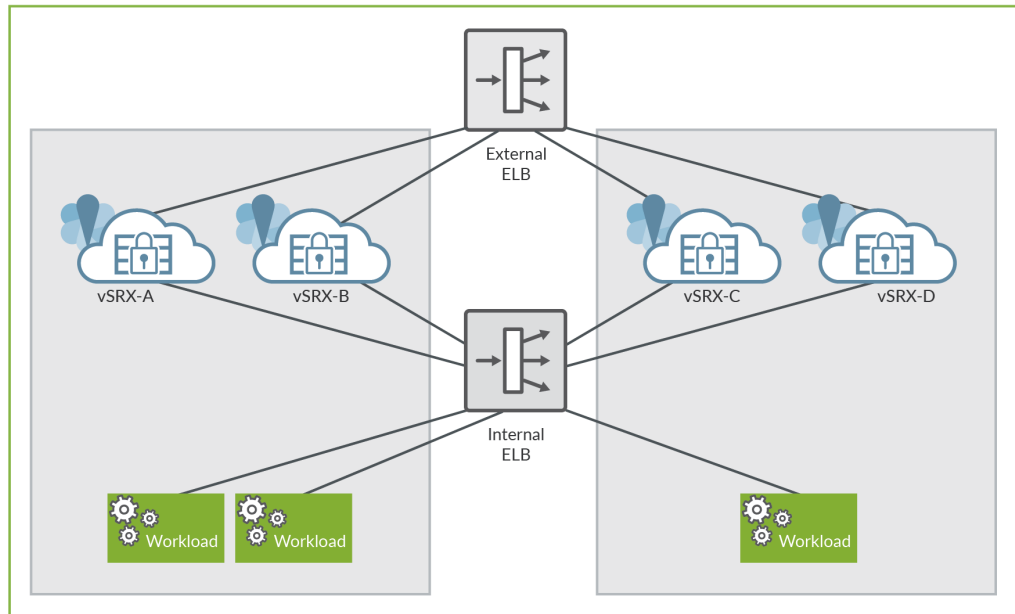 External
ELB
vSRX-A
vSRX-B
vSRX-C
vSRX-D
Internal
ELB
Workload
Workload
Workload